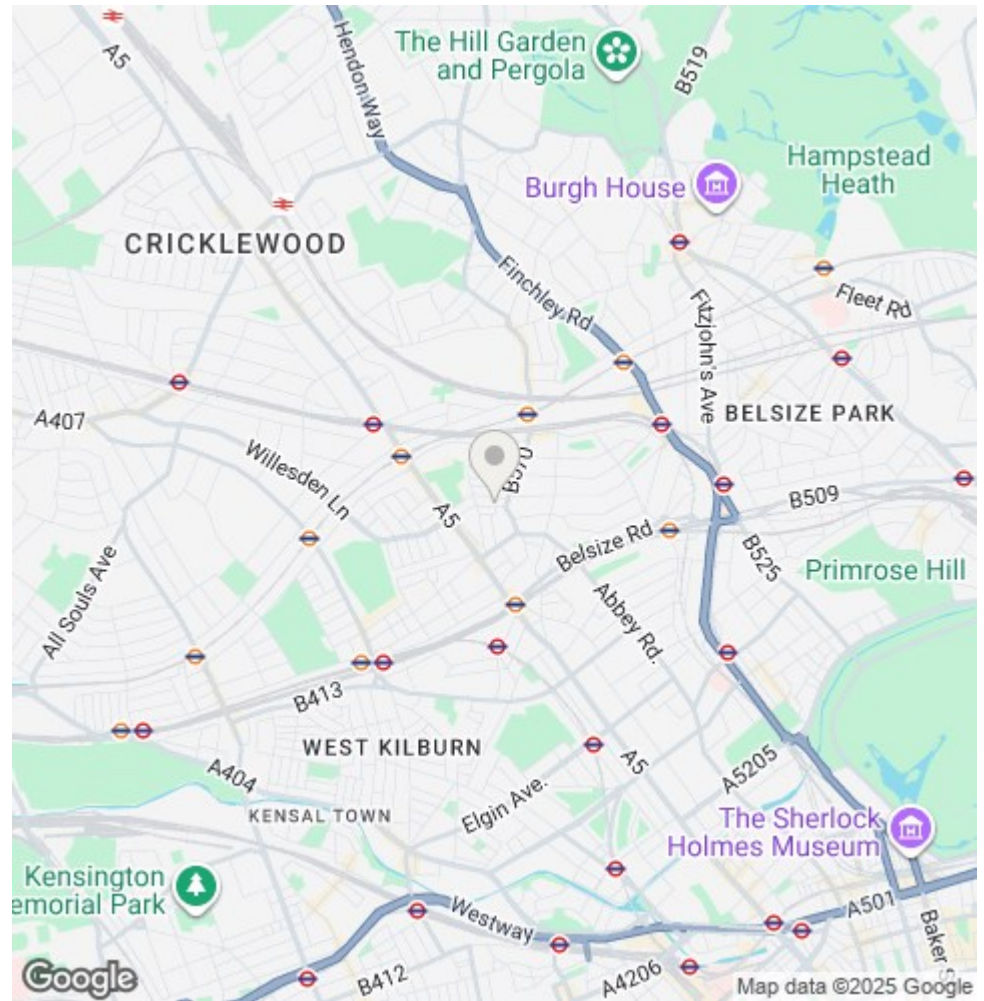 A5
Hendon Way
The Hill Garden
and Pergola
B519
Hampstead
Heath
Burgh House
CRICKLEWOOD
Finchley Rd
Fleet Rd
Fitzjohn's Ave
A407
BELSIZE PARK
Willesden Ln
B510
A5
B509
Belsize Rd
B525
Primrose Hill
All Souls Ave
Abbey Rd.
B413
WEST KILBURN
A5
A404
A5205
Elgin Ave.
KENSAL TOWN
The Sherlock
Holmes Museum
Kensington
emorial Park
Westway
A501
Baker S
B412
A4206
Google
Map data ©2025 Google